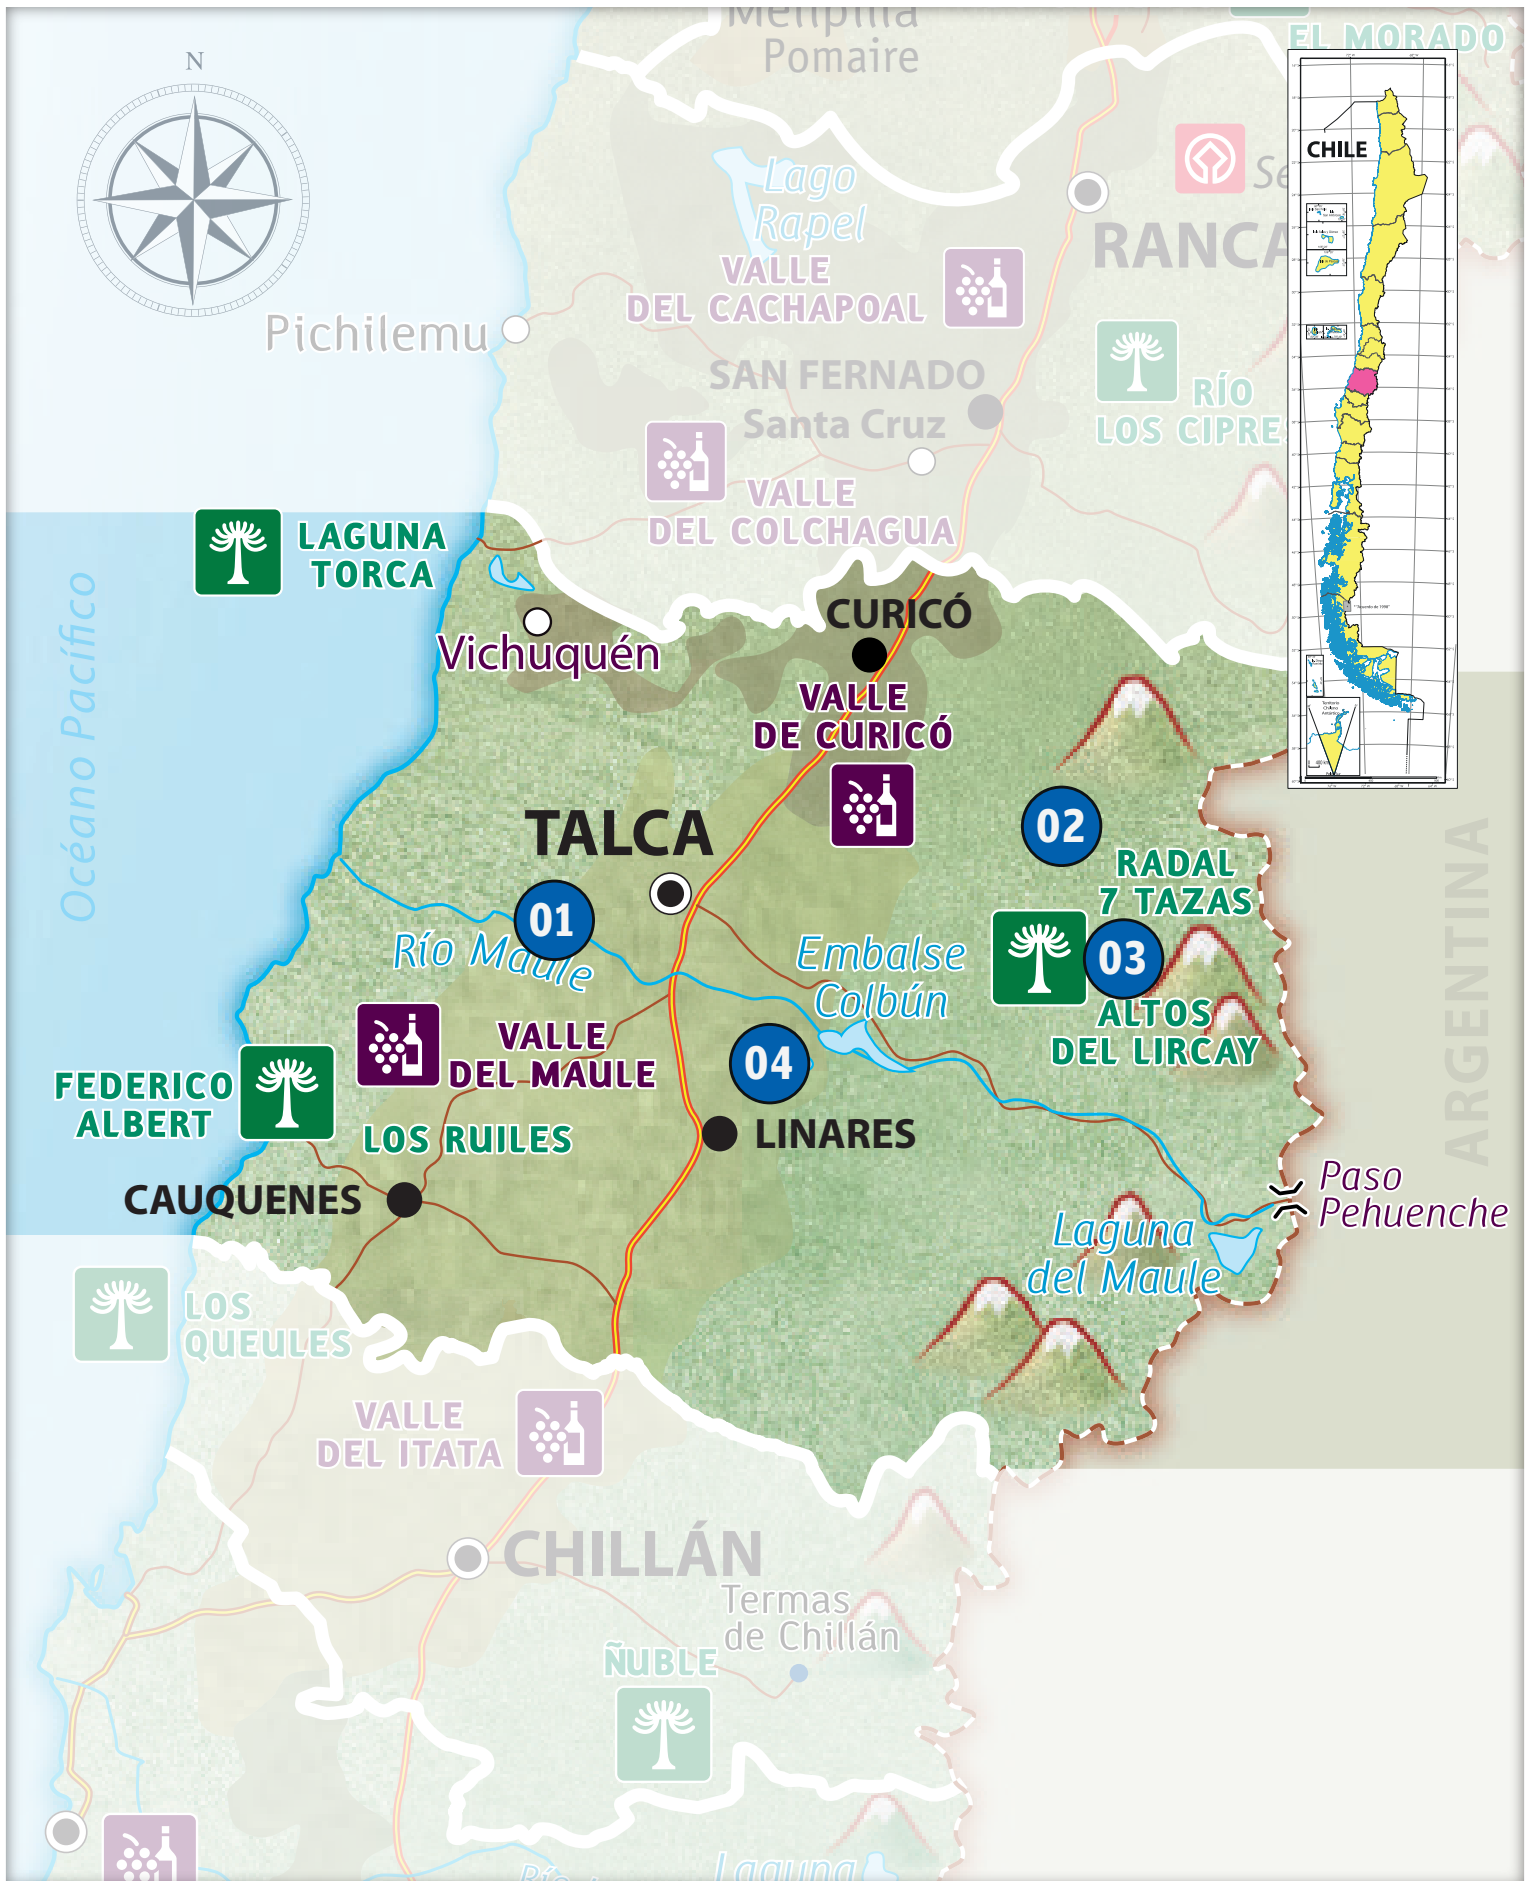 Melipilla
Pomaire
EL MORADO
N
CHILE
Lago
Rapel
RANCA
VALLE
DEL CACHAPOAL
Pichilemu
SAN FERNADO
Santa Cruz
RÍO
LOS CIPRE
VALLE
DEL COLCHAGUA
LAGUNA
TORCA
Océano Pacífico
CURICÓ
Vichuquén
VALLE
DE CURICÓ
TALCA
02
RADAL
7 TAZAS
01
Río Maule
Embalse
Colbún
03
ALTOS
DEL LIRCAY
ARGENTINA
VALLE
DEL MAULE
04
FEDERICO
ALBERT
LOS RUILES
LINARES
CAUQUENES
Paso
Pehuenche
Laguna
del Maule
LOS
QUEULES
VALLE
DEL ITATA
CHILLÁN
Termas
de Chillán
ÑUBLE
Laguna